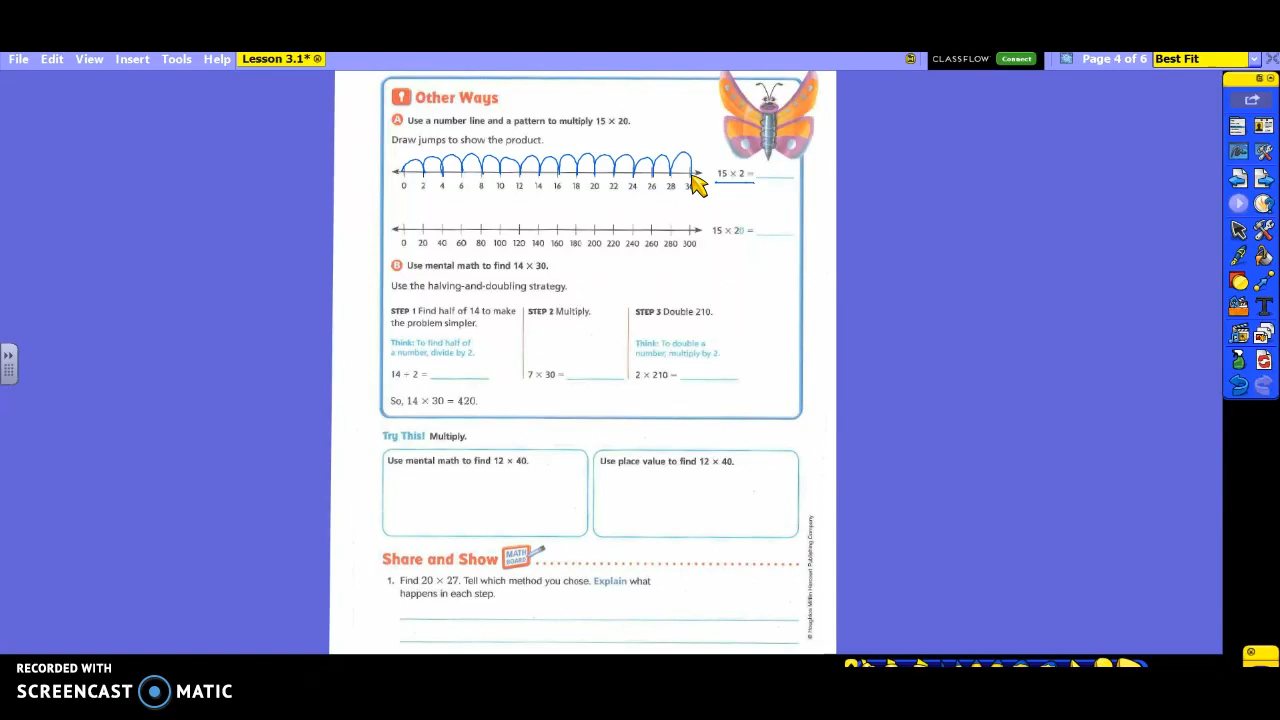 File Edit View Insert Tools Help Lesson 3.1*
CLASSFLOW Connect Page 4 of 6 Best Fit
Other Ways
A Use a number line and a pattern to multiply 15 × 20.
Draw jumps to show the product.
0 2 4 6 8 10 12 14 16 18 20 22 24 26 28
15 × 2 =
0 20 40 60 80 100 120 140 160 180 200 220 240 260 280 300
15 × 20 =
B Use mental math to find 14 × 30.
Use the halving-and-doubling strategy.
STEP 1 Find half of 14 to make
the problem simpler.
Think: To find half of
a number, divide by 2.
14 ÷ 2 =
STEP 2 Multiply.
7 × 30 =
STEP 3 Double 210.
Think: To double a
number, multiply by 2.
2 × 210 =
So, 14 × 30 = 420.
Try This! Multiply.
Use mental math to find 12 × 40.
Use place value to find 12 × 40.
Share and Show MATH
BOARD
1. Find 20 × 27. Tell which method you chose. Explain what
happens in each step.
© Houghton Mifflin Harcourt Publishing Company
RECORDED WITH
SCREENCAST MATIC